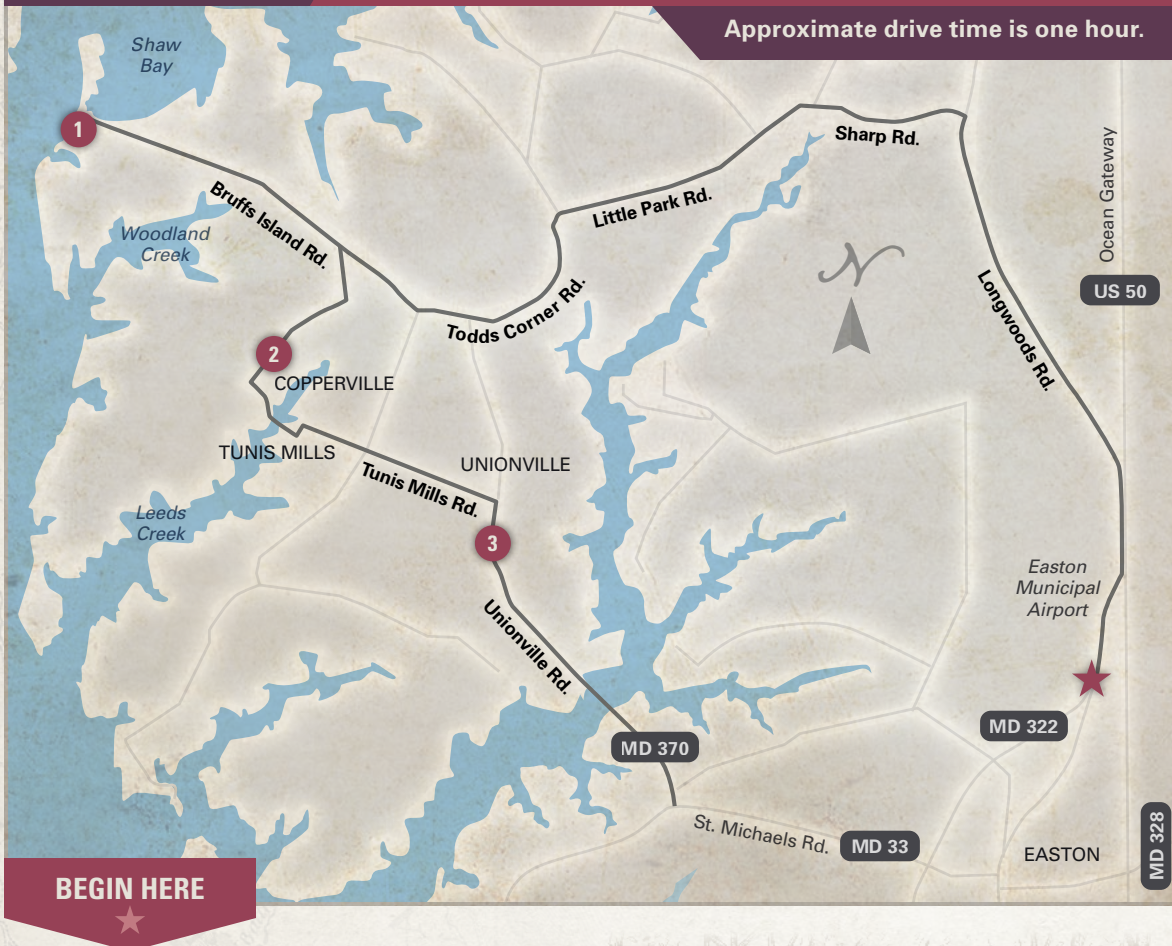 Approximate drive time is one hour.
Shaw
Bay
1
Sharp Rd.
Ocean Gateway
Bruffs Island Rd.
Little Park Rd.
Woodland
Creek
N
US 50
Longwoods Rd.
Todds Corner Rd.
2
COPPERVILLE
TUNIS MILLS
UNIONVILLE
Tunis Mills Rd.
Leeds
Creek
3
Easton
Municipal
Airport
Unionville Rd.
MD 322
MD 370
St. Michaels Rd.
MD 33
MD 328
EASTON
BEGIN HERE